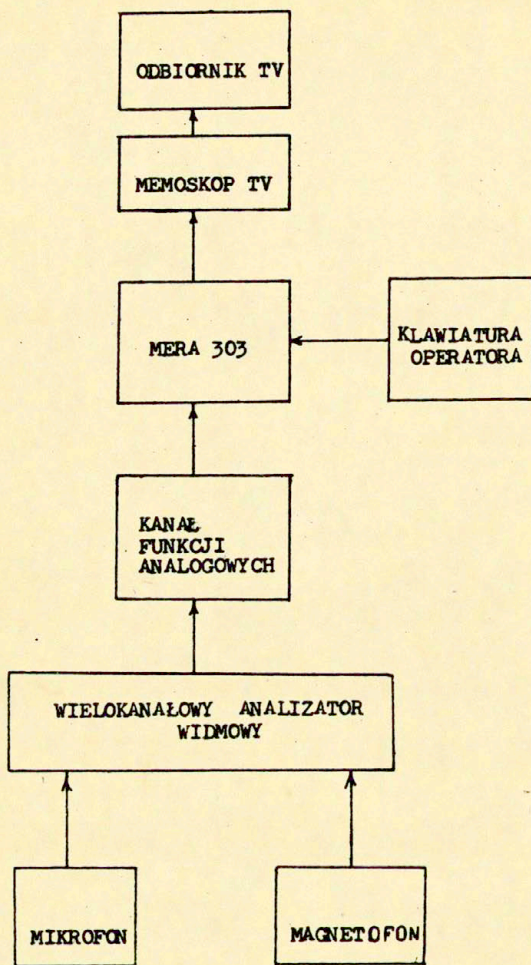 ODBIORNIK TV
MEMOSKOP TV
MERA 303
KLAWIATURA
OPERATORA
KANAŁ
FUNKCJI
ANALOGOWYCH
WIELOKANAŁOWY ANALIZATOR
WIDMOWY
MIKROFON
MAGNETOFON